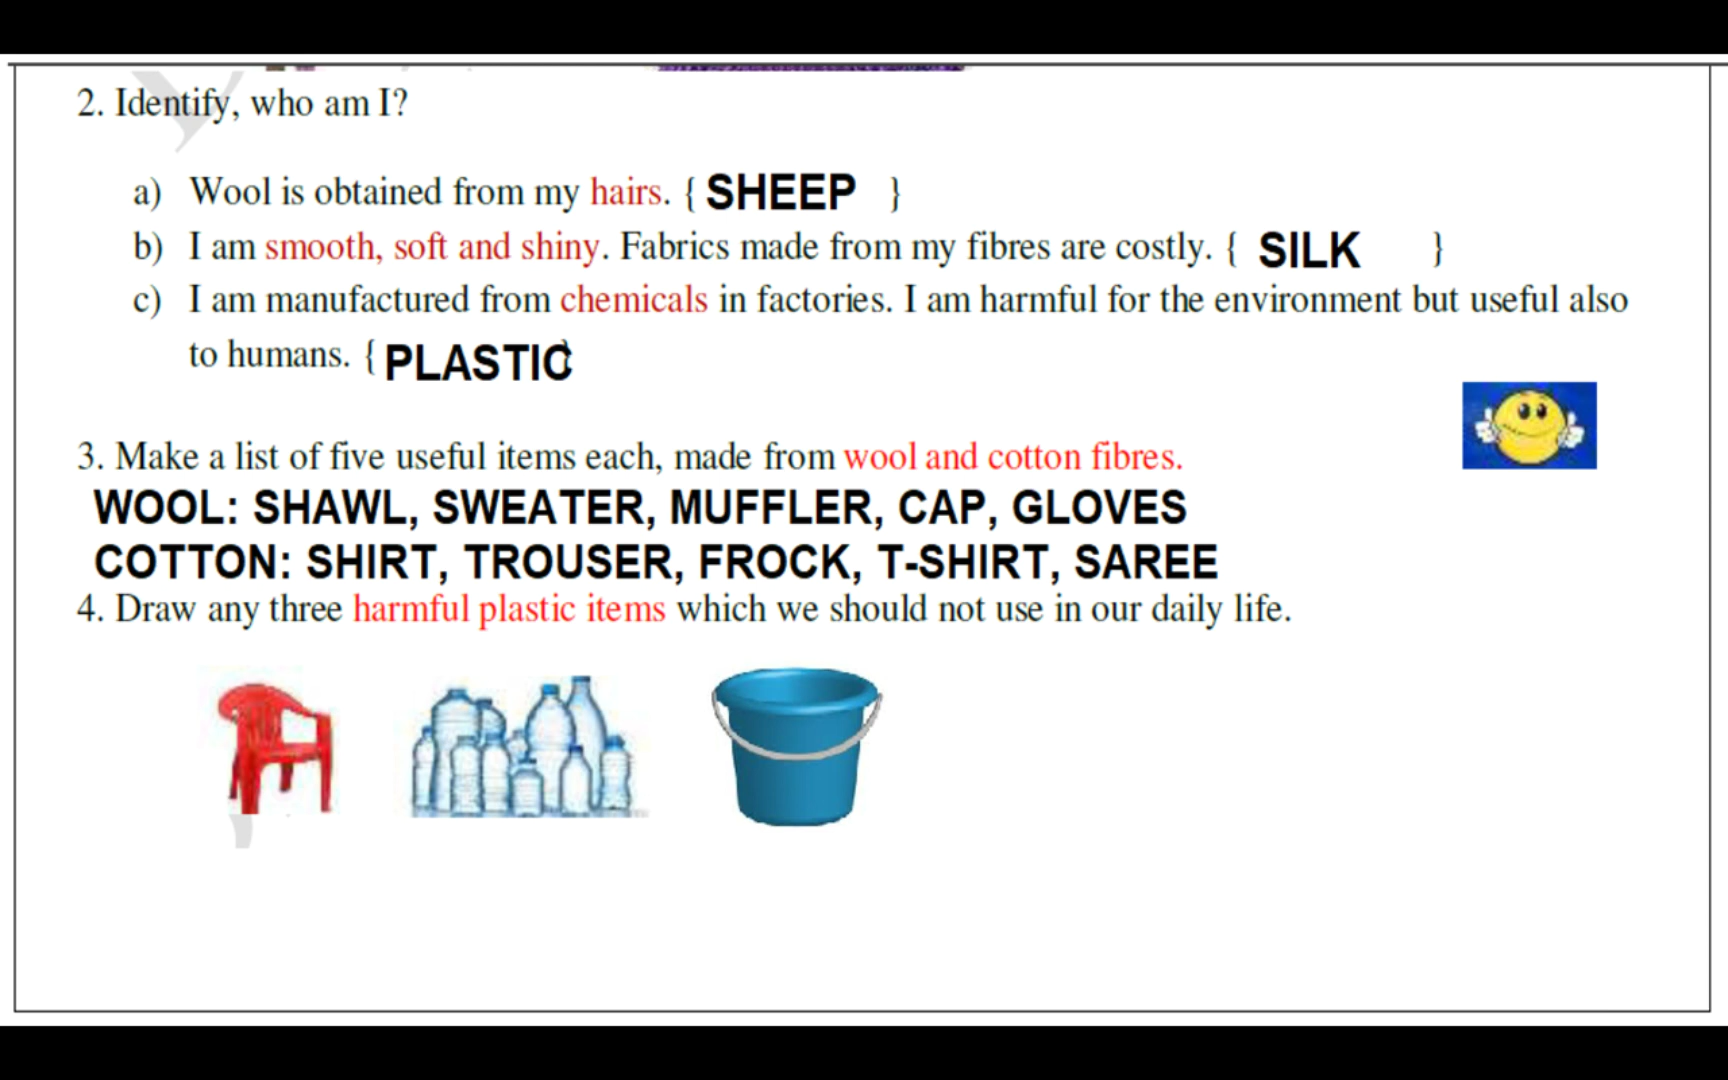 2. Identify, who am I?
a) Wool is obtained from my hairs. { SHEEP }
b) I am smooth, soft and shiny. Fabrics made from my fibres are costly. { SILK }
c) I am manufactured from chemicals in factories. I am harmful for the environment but useful also
to humans. { PLASTIC }
3. Make a list of five useful items each, made from wool and cotton fibres.
WOOL: SHAWL, SWEATER, MUFFLER, CAP, GLOVES
COTTON: SHIRT, TROUSER, FROCK, T-SHIRT, SAREE
4. Draw any three harmful plastic items which we should not use in our daily life.